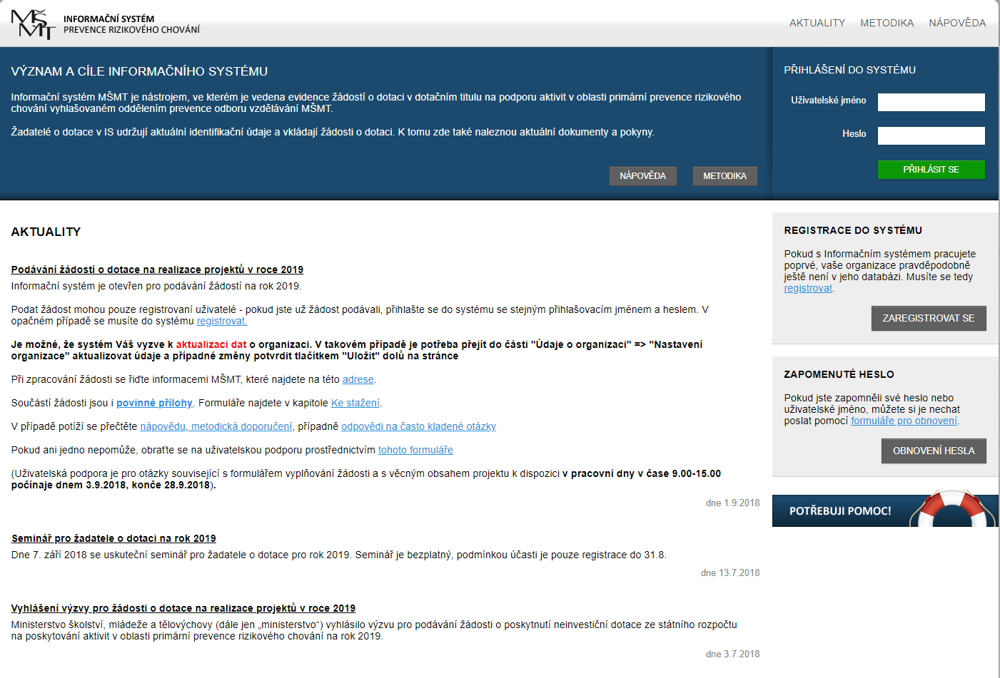 MŠMT
INFORMAČNÍ SYSTÉM
PREVENCE RIZIKOVÉHO CHOVÁNÍ
AKTUALITY METODIKA NÁPOVĚDA
VÝZNAM A CÍLE INFORMAČNÍHO SYSTÉMU
Informační systém MŠMT je nástrojem, ve kterém je vedena evidence žádostí o dotaci v dotačním titulu na podporu aktivit v oblasti primární prevence rizikového
chování vyhlašovaném oddělením prevence odboru vzdělávání MŠMT.
Žadatelé o dotace v IS udržují aktuální identifikační údaje a vkládají žádosti o dotaci. K tomu zde také naleznou aktuální dokumenty a pokyny.
NÁPOVĚDA METODIKA
PŘIHLÁŠENÍ DO SYSTÉMU
Uživatelské jméno
Heslo
PŘIHLÁSIT SE
AKTUALITY
Podávání žádostí o dotace na realizace projektů v roce 2019
Informační systém je otevřen pro podávání žádostí na rok 2019.
Podat žádost mohou pouze registrovaní uživatelé - pokud jste už žádost podávali, přihlašte se do systému se stejným přihlašovacím jménem a heslem. V
opačném případě se musíte do systému registrovat.
Je možné, že systém Váš vyzve k aktualizaci dat o organizaci. V takovém případě je potřeba přejít do části "Údaje o organizaci" => "Nastavení
organizace" aktualizovat údaje a případné změny potvrdit tlačítkem "Uložit" dolů na stránce
Při zpracování žádosti se řiďte informacemi MŠMT, které najdete na této adrese.
Součástí žádosti jsou i povinné přílohy. Formuláře najdete v kapitole Ke stažení.
V případě potíží se přečtěte nápovědu, metodická doporučení, případně odpovědi na často kladené otázky
Pokud ani jedno nepomůže, obraťte se na uživatelskou podporu prostřednictvím tohoto formuláře
(Uživatelská podpora je pro otázky související s formulářem vyplňování žádosti a s věcným obsahem projektu k dispozici v pracovní dny v čase 9.00-15.00
počínaje dnem 3.9.2018, konče 28.9.2018).
dne 1.9.2018
Seminář pro žadatele o dotaci na rok 2019
Dne 7. září 2018 se uskuteční seminář pro žadatele o dotace pro rok 2019. Seminář je bezplatný, podmínkou účasti je pouze registrace do 31.8.
dne 13.7.2018
Vyhlášení výzvy pro žádosti o dotace na realizace projektů v roce 2019
Ministerstvo školství, mládeže a tělovýchovy (dále jen „ministerstvo“) vyhlásilo výzvu pro podávání žádosti o poskytnutí neinvestiční dotace ze státního rozpočtu
na poskytování aktivit v oblasti primární prevence rizikového chování na rok 2019.
dne 3.7.2018
REGISTRACE DO SYSTÉMU
Pokud s Informačním systémem pracujete
poprvé, vaše organizace pravděpodobně
ještě není v jeho databázi. Musíte se tedy
registrovat.
ZAREGISTROVAT SE
ZAPOMENUTÉ HESLO
Pokud jste zapomněli své heslo nebo
uživatelské jméno, můžete si je nechat
poslat pomocí formuláře pro obnovení.
OBNOVENÍ HESLA
POTŘEBUJI POMOC!